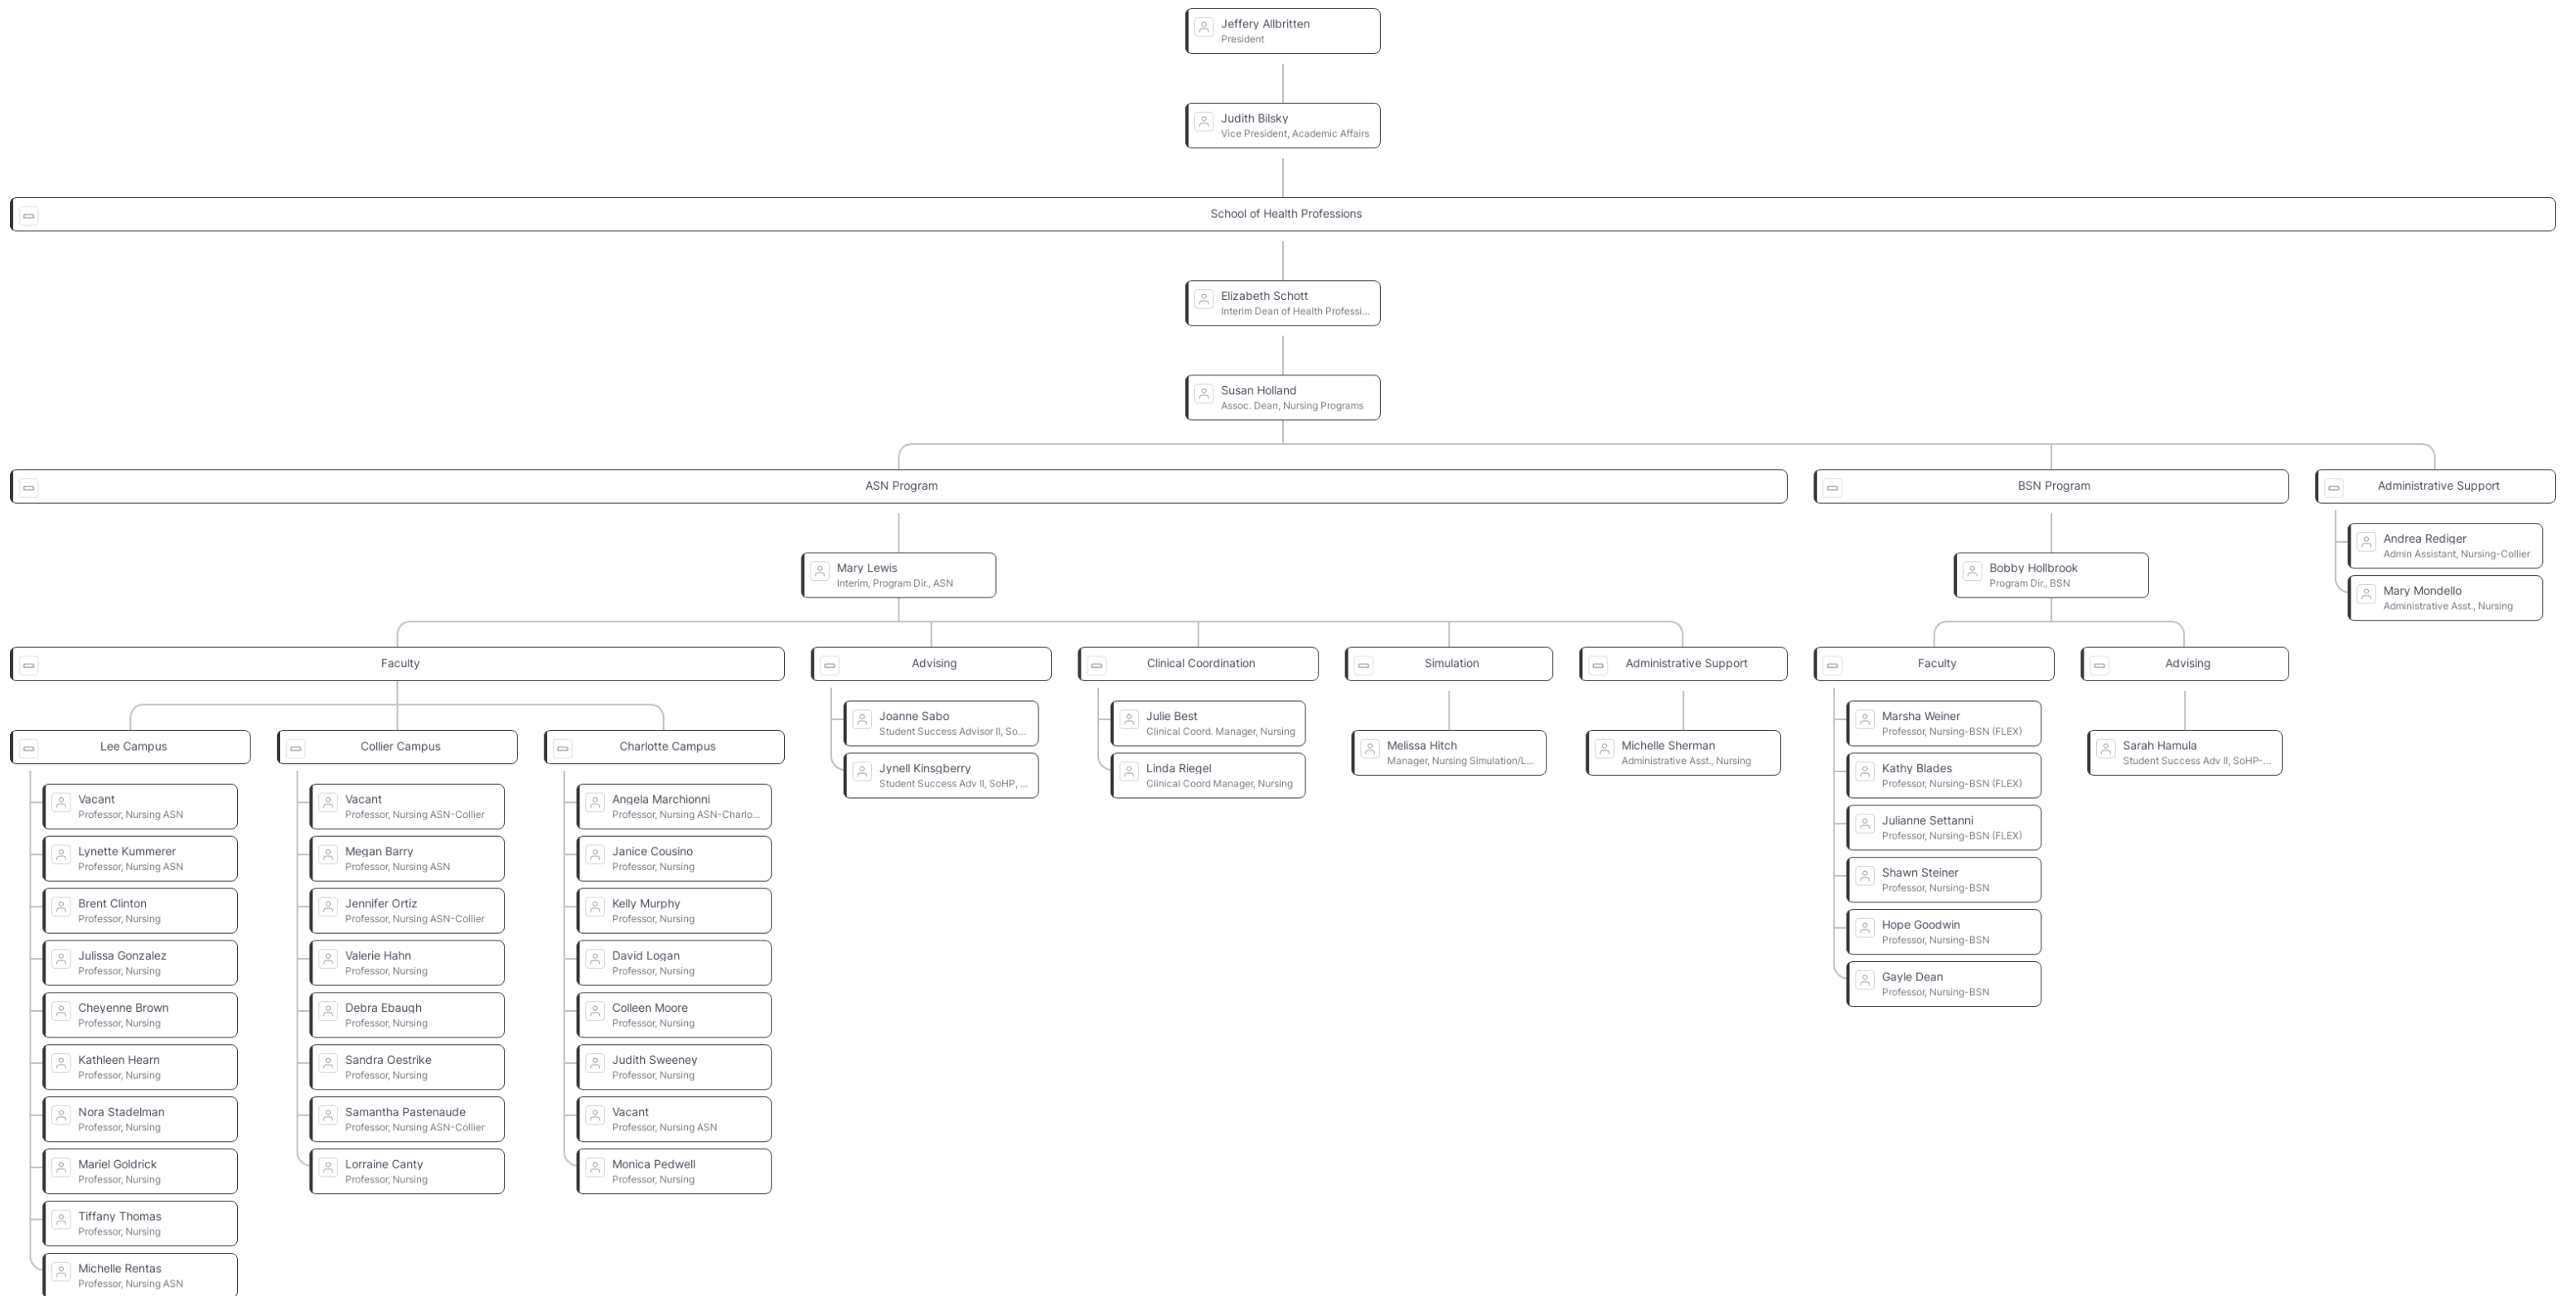 Jeffery Allbritten
President
Judith Bilsky
Vice President, Academic Affairs
School of Health Professions
Elizabeth Schott
Interim Dean of Health Professi...
Susan Holland
Assoc. Dean, Nursing Programs
ASN Program
BSN Program
Administrative Support
Mary Lewis
Interim, Program Dir., ASN
Bobby Hollbrook
Program Dir., BSN
Andrea Rediger
Admin Assistant, Nursing-Collier
Mary Mondello
Administrative Asst., Nursing
Faculty
Advising
Clinical Coordination
Simulation
Administrative Support
Faculty
Advising
Lee Campus
Vacant
Professor, Nursing ASN
Lynette Kummerer
Professor, Nursing ASN
Brent Clinton
Professor, Nursing
Julissa Gonzalez
Professor, Nursing
Cheyenne Brown
Professor, Nursing
Kathleen Hearn
Professor, Nursing
Nora Stadelman
Professor, Nursing
Mariel Goldrick
Professor, Nursing
Tiffany Thomas
Professor, Nursing
Michelle Rentas
Professor, Nursing ASN
Collier Campus
Vacant
Professor, Nursing ASN-Collier
Megan Barry
Professor, Nursing ASN
Jennifer Ortiz
Professor, Nursing ASN-Collier
Valerie Hahn
Professor, Nursing
Debra Ebaugh
Professor, Nursing
Sandra Oestrike
Professor, Nursing
Samantha Pastenaude
Professor, Nursing ASN-Collier
Lorraine Canty
Professor, Nursing
Charlotte Campus
Angela Marchionni
Professor, Nursing ASN-Charlo...
Janice Cousino
Professor, Nursing
Kelly Murphy
Professor, Nursing
David Logan
Professor, Nursing
Colleen Moore
Professor, Nursing
Judith Sweeney
Professor, Nursing
Vacant
Professor, Nursing ASN
Monica Pedwell
Professor, Nursing
Joanne Sabo
Student Success Advisor II, So...
Jynell Kinsgberry
Student Success Adv II, SoHP, ...
Julie Best
Clinical Coord. Manager, Nursing
Linda Riegel
Clinical Coord Manager, Nursing
Melissa Hitch
Manager, Nursing Simulation/L...
Michelle Sherman
Administrative Asst., Nursing
Marsha Weiner
Professor, Nursing-BSN (FLEX)
Kathy Blades
Professor, Nursing-BSN (FLEX)
Julianne Settanni
Professor, Nursing-BSN (FLEX)
Shawn Steiner
Professor, Nursing-BSN
Hope Goodwin
Professor, Nursing-BSN
Gayle Dean
Professor, Nursing-BSN
Sarah Hamula
Student Success Adv II, SoHP-...